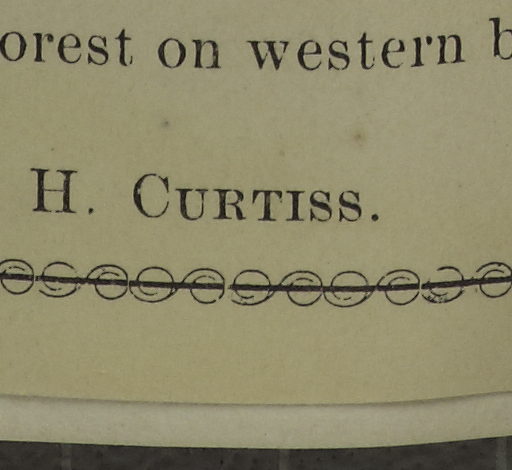 orest on western b
H. CURTISS.